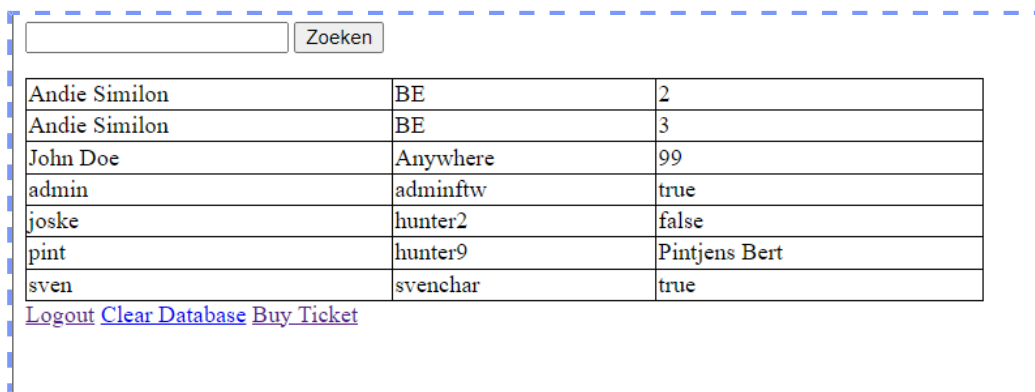 Zoeken
Andie Similon BE 2
Andie Similon BE 3
John Doe Anywhere 99
admin adminftw true
joske hunter2 false
pint hunter9 Pintjens Bert
sven svenchar true
Logout Clear Database Buy Ticket